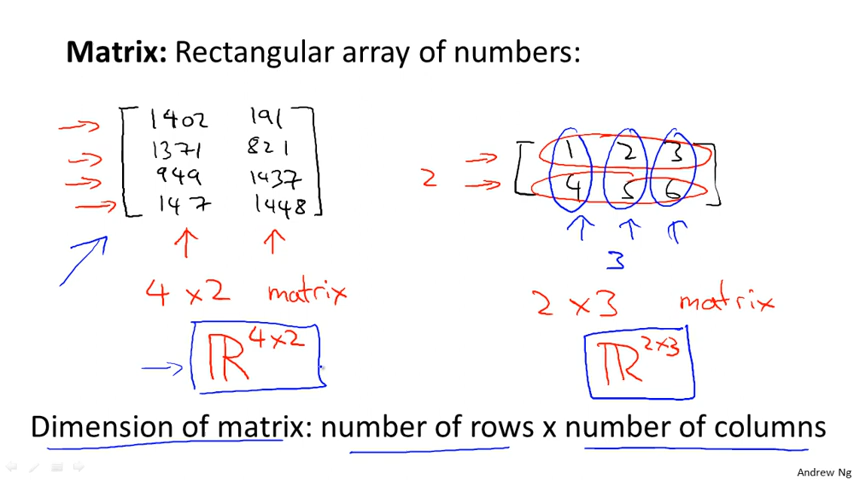 Matrix: Rectangular array of numbers:
1402 191
1371 821
949 1437
147 1448
4 x 2 matrix
ℝ 4x2
2
1 2 3
4 5 6
3
2 x 3 matrix
ℝ 2x3
Dimension of matrix: number of rows x number of columns
Andrew Ng